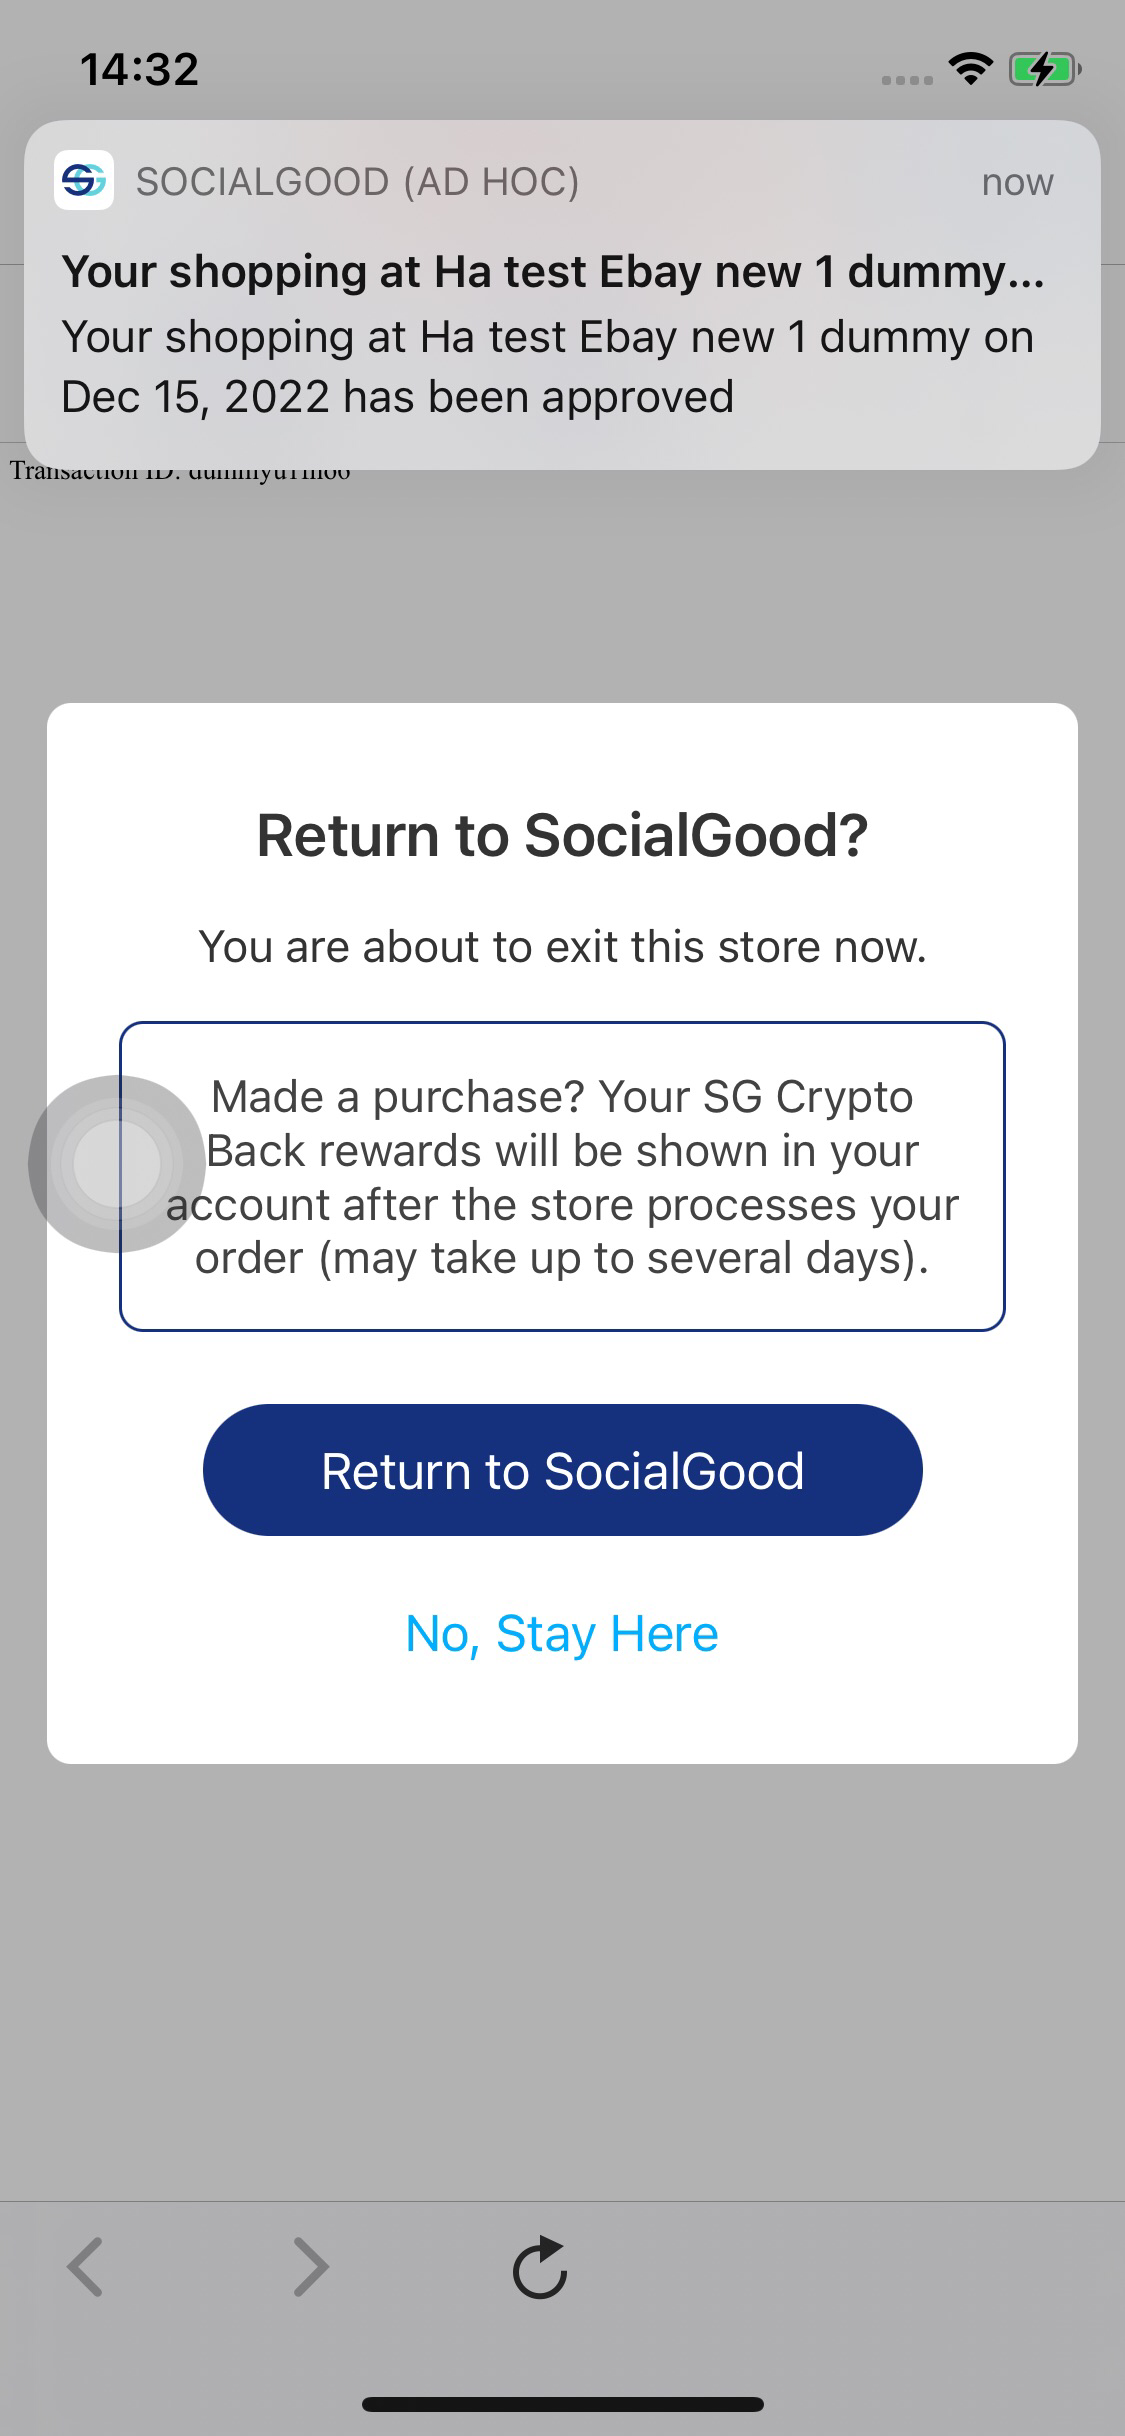 14:32
SOCIALGOOD (AD HOC)
now
Your shopping at Ha test Ebay new 1 dummy...
Your shopping at Ha test Ebay new 1 dummy on
Dec 15, 2022 has been approved
Transaction ID:
Return to SocialGood?
You are about to exit this store now.
Made a purchase? Your SG Crypto
Back rewards will be shown in your
account after the store processes your
order (may take up to several days).
Return to SocialGood
No, Stay Here